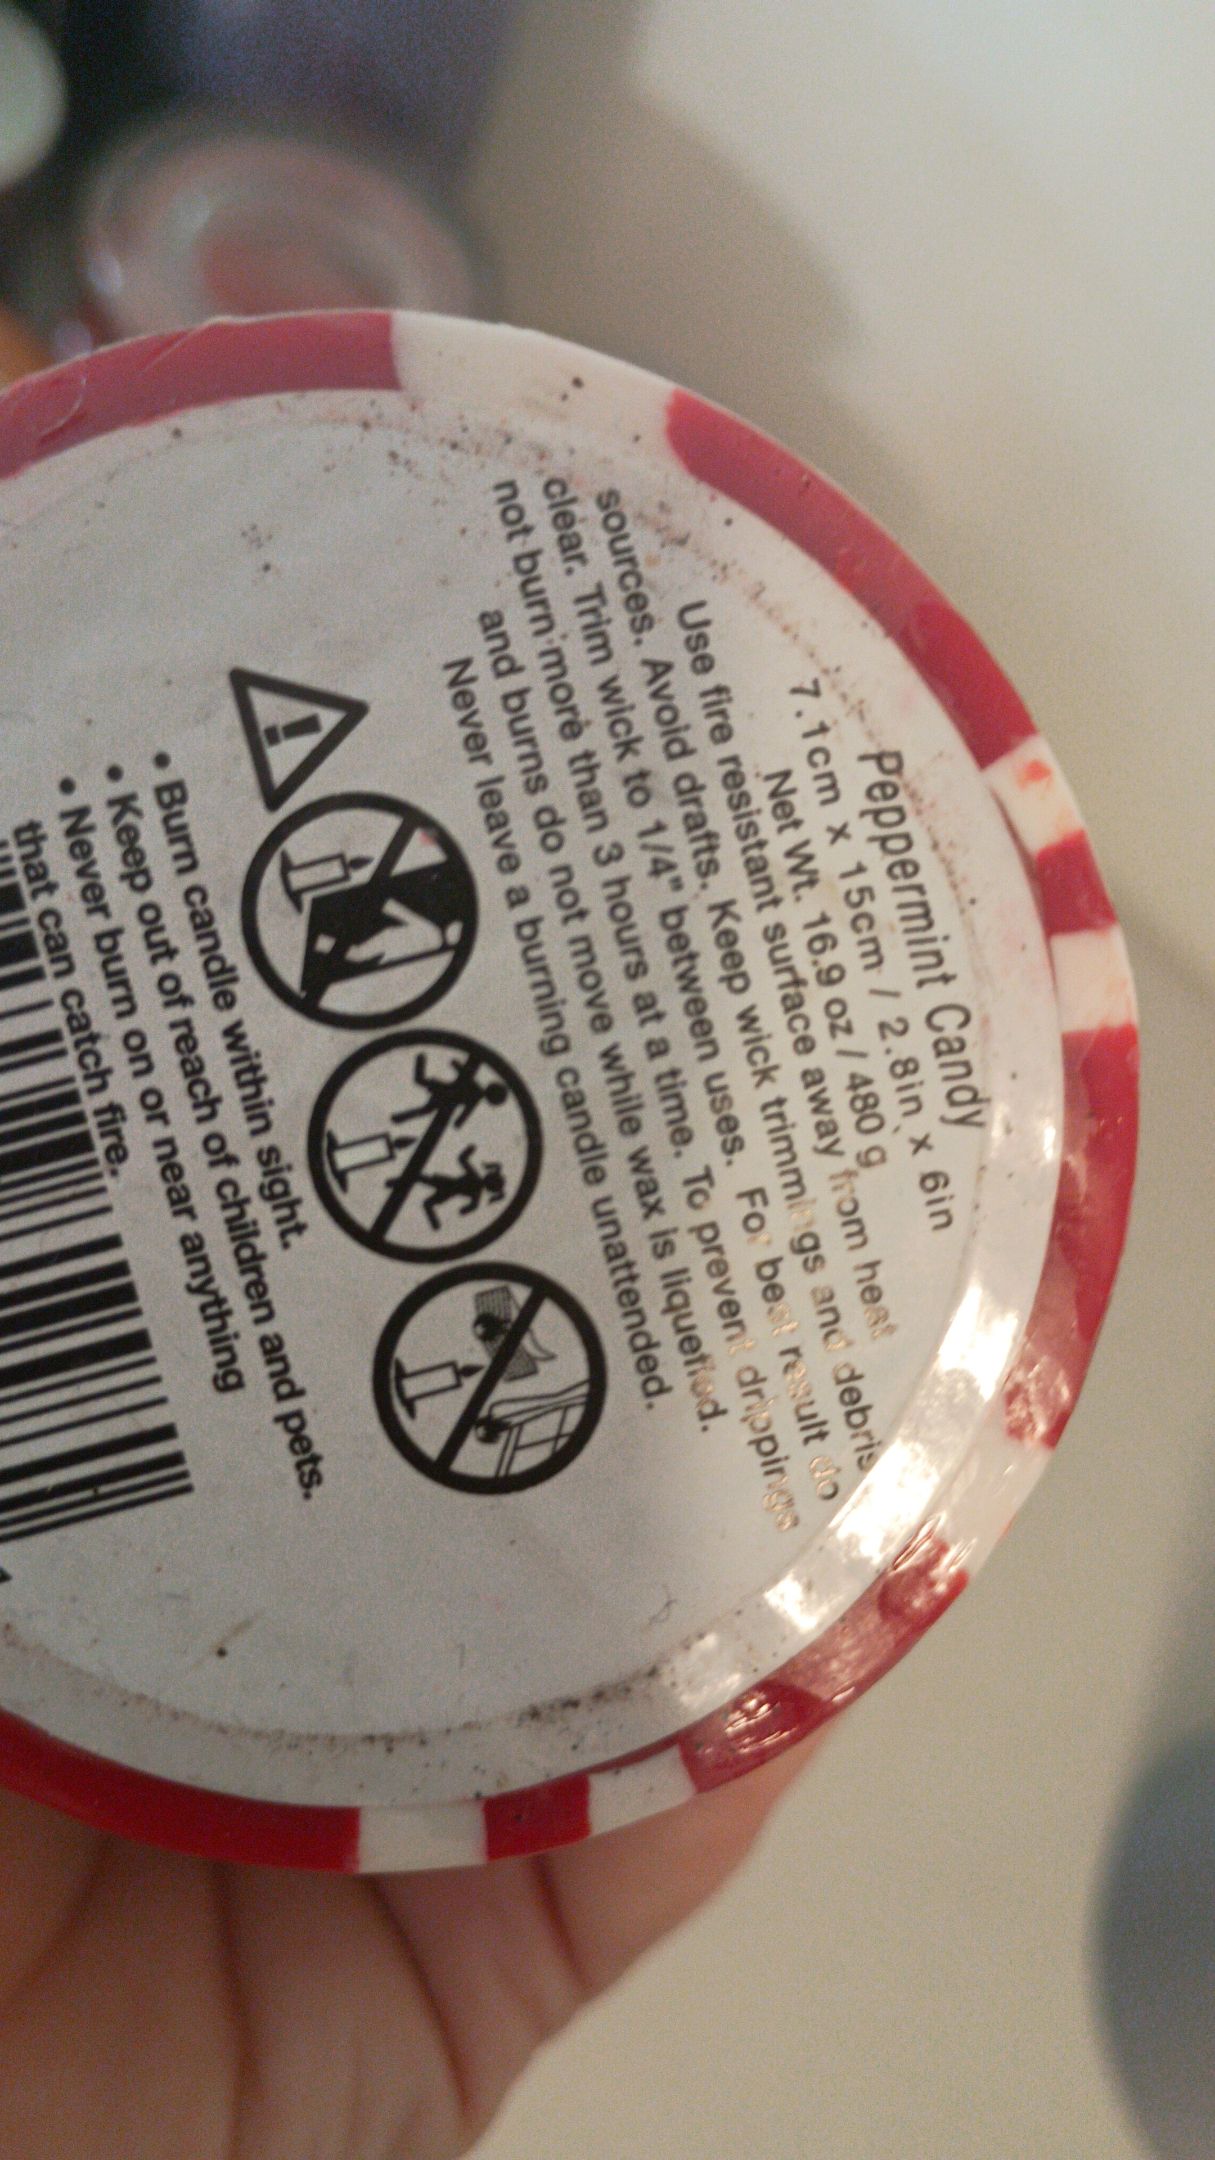 Peppermint Candy
7.1cm x 15cm / 2.8in x 6in
Net Wt. 16.9 oz / 480 g
Use fire resistant surface away from heat
sources. Avoid drafts. Keep wick trimmings and debris
clear. Trim wick to 1/4" between uses. For best result do
not burn more than 3 hours at a time. To prevent drippings
and burns do not move while wax is liquefied.
Never leave a burning candle unattended.
• Burn candle within sight.
• Keep out of reach of children and pets.
• Never burn on or near anything
that can catch fire.